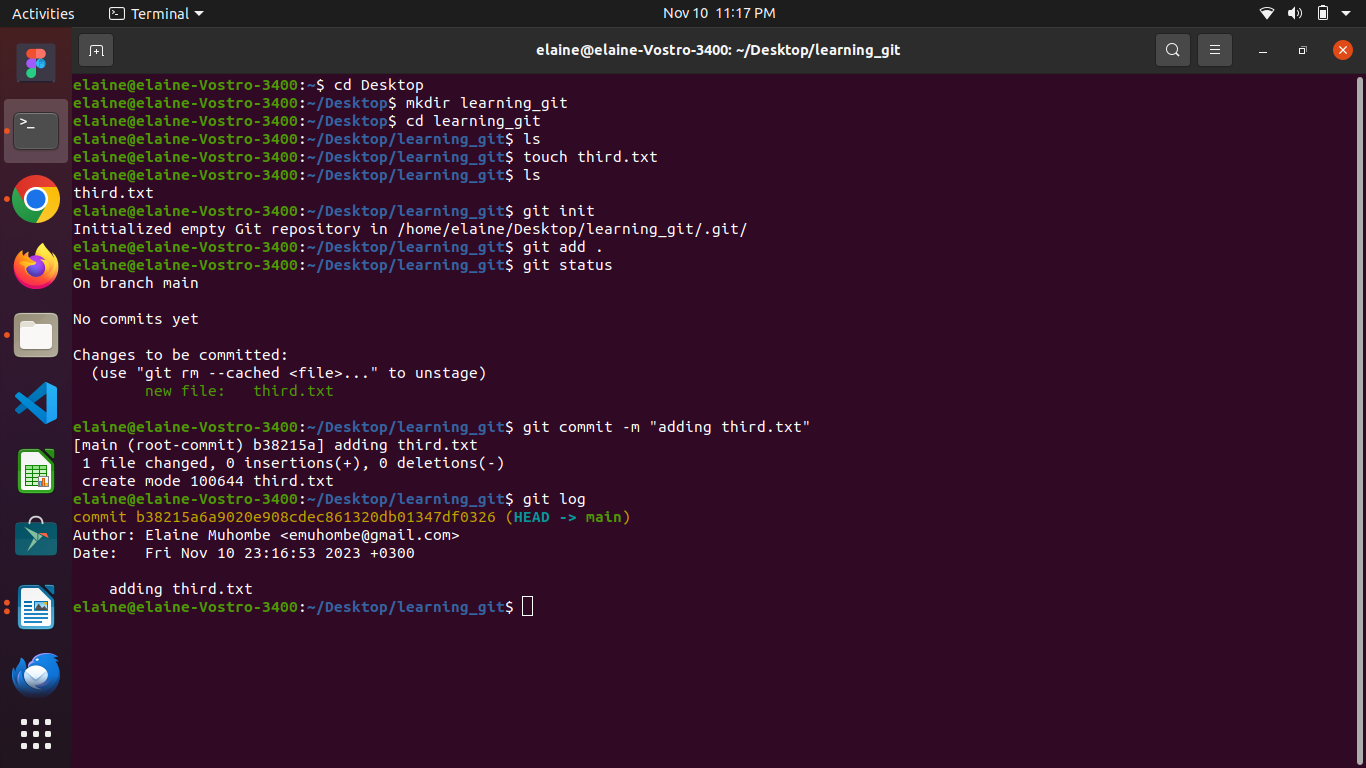 Activities
Terminal
Nov 10 11:17 PM
elaine@elaine-Vostro-3400: ~/Desktop/learning_git
elaine@elaine-Vostro-3400:~$ cd Desktop
elaine@elaine-Vostro-3400:~/Desktop$ mkdir learning_git
elaine@elaine-Vostro-3400:~/Desktop$ cd learning_git
elaine@elaine-Vostro-3400:~/Desktop/learning_git$ ls
elaine@elaine-Vostro-3400:~/Desktop/learning_git$ touch third.txt
elaine@elaine-Vostro-3400:~/Desktop/learning_git$ ls
third.txt
elaine@elaine-Vostro-3400:~/Desktop/learning_git$ git init
Initialized empty Git repository in /home/elaine/Desktop/learning_git/.git/
elaine@elaine-Vostro-3400:~/Desktop/learning_git$ git add .
elaine@elaine-Vostro-3400:~/Desktop/learning_git$ git status
On branch main
No commits yet
Changes to be committed:
  (use "git rm --cached <file>..." to unstage)
        new file:   third.txt
elaine@elaine-Vostro-3400:~/Desktop/learning_git$ git commit -m "adding third.txt"
[main (root-commit) b38215a] adding third.txt
 1 file changed, 0 insertions(+), 0 deletions(-)
 create mode 100644 third.txt
elaine@elaine-Vostro-3400:~/Desktop/learning_git$ git log
commit b38215a6a9020e908cdec861320db01347df0326 (HEAD -> main)
Author: Elaine Muhombe <emuhombe@gmail.com>
Date:   Fri Nov 10 23:16:53 2023 +0300
    adding third.txt
elaine@elaine-Vostro-3400:~/Desktop/learning_git$